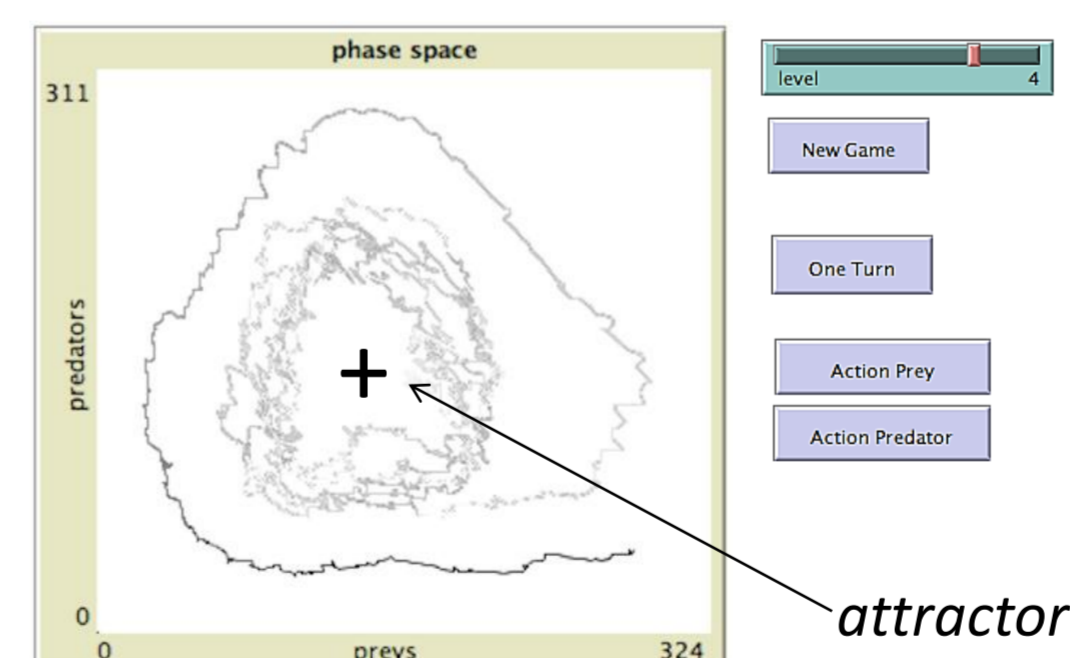 phase space
311
predators
0
0
preys
324
level
4
New Game
One Turn
Action Prey
Action Predator
attractor